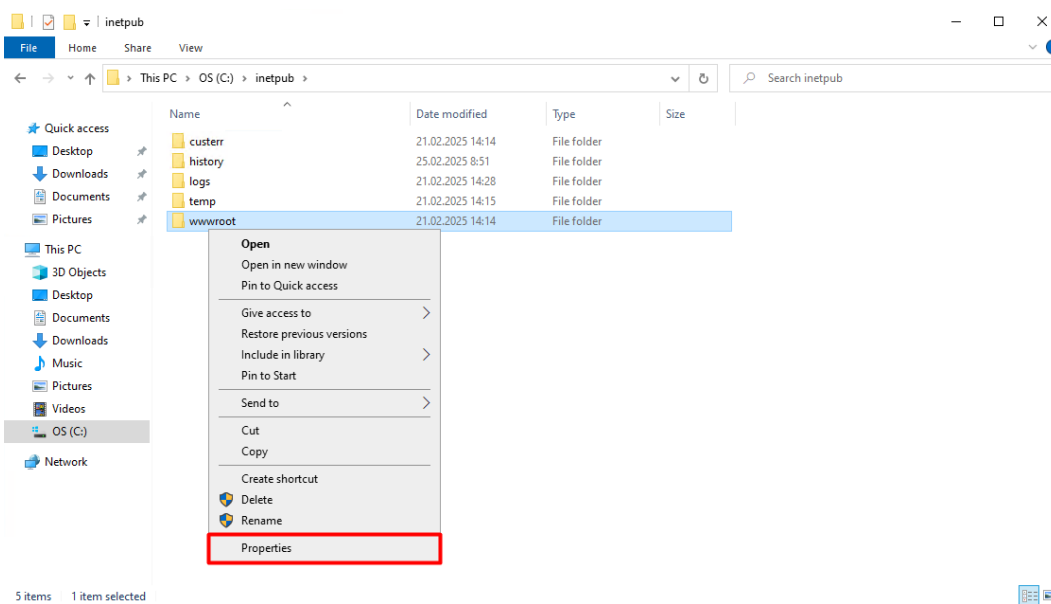 inetpub
File Home Share View
This PC OS (C:) inetpub Search inetpub
Name Date modified Type Size
Quick access
Desktop
Downloads
Documents
Pictures
This PC
3D Objects
Desktop
Documents
Downloads
Music
Pictures
Videos
OS (C:)
Network
custerr 21.02.2025 14:14 File folder
history 25.02.2025 8:51 File folder
logs 21.02.2025 14:28 File folder
temp 21.02.2025 14:15 File folder
wwwroot 21.02.2025 14:14 File folder
Open
Open in new window
Pin to Quick access
Give access to
Restore previous versions
Include in library
Pin to Start
Send to
Cut
Copy
Create shortcut
Delete
Rename
Properties
5 items 1 item selected